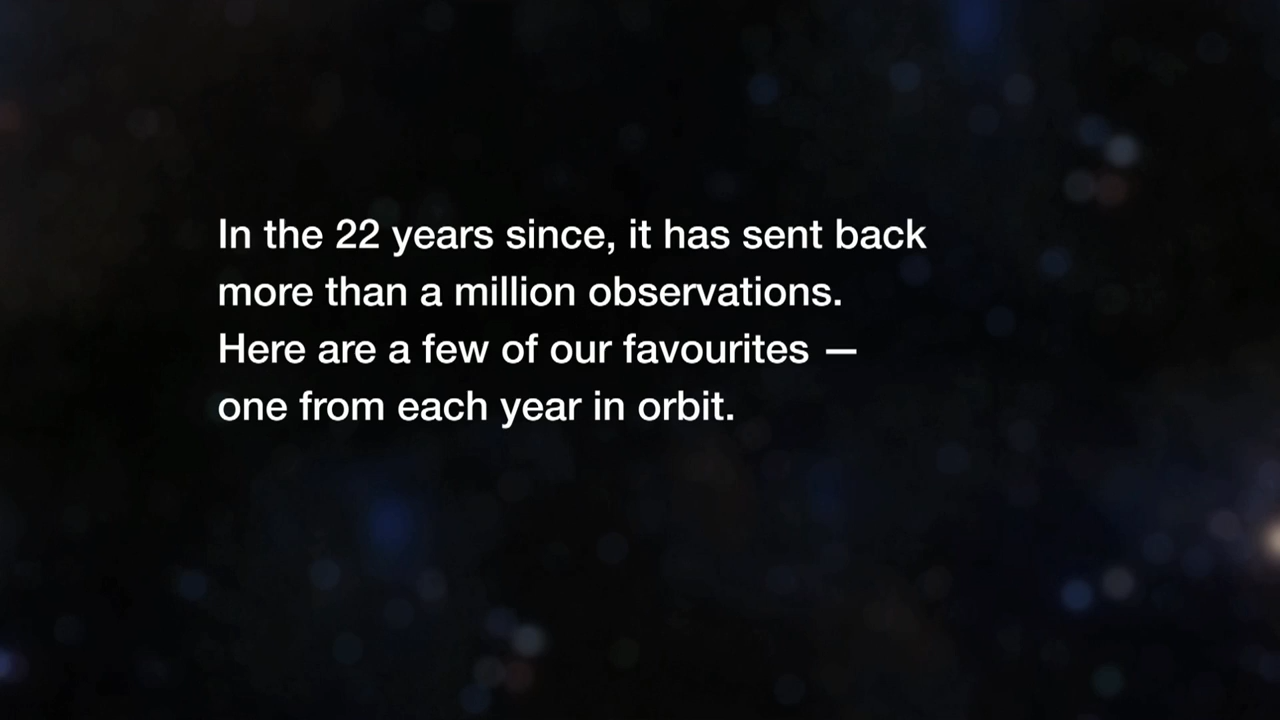 In the 22 years since, it has sent back
more than a million observations.
Here are a few of our favourites —
one from each year in orbit.